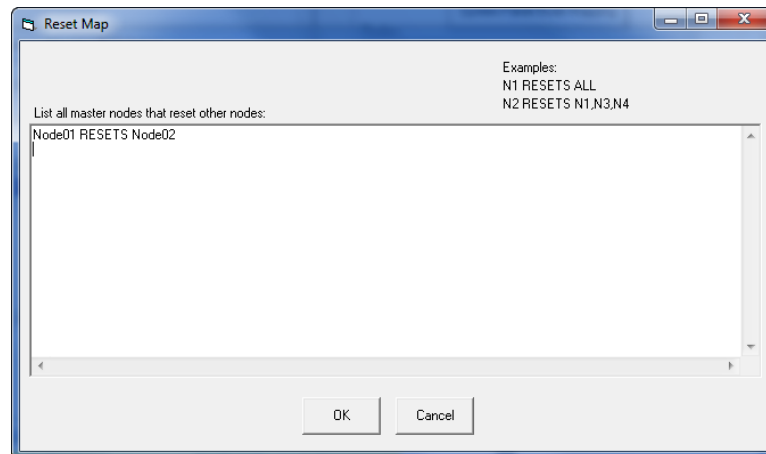 Reset Map
Examples:
N1 RESETS ALL
N2 RESETS N1,N3,N4
List all master nodes that reset other nodes:
Node01 RESETS Node02
OK
Cancel